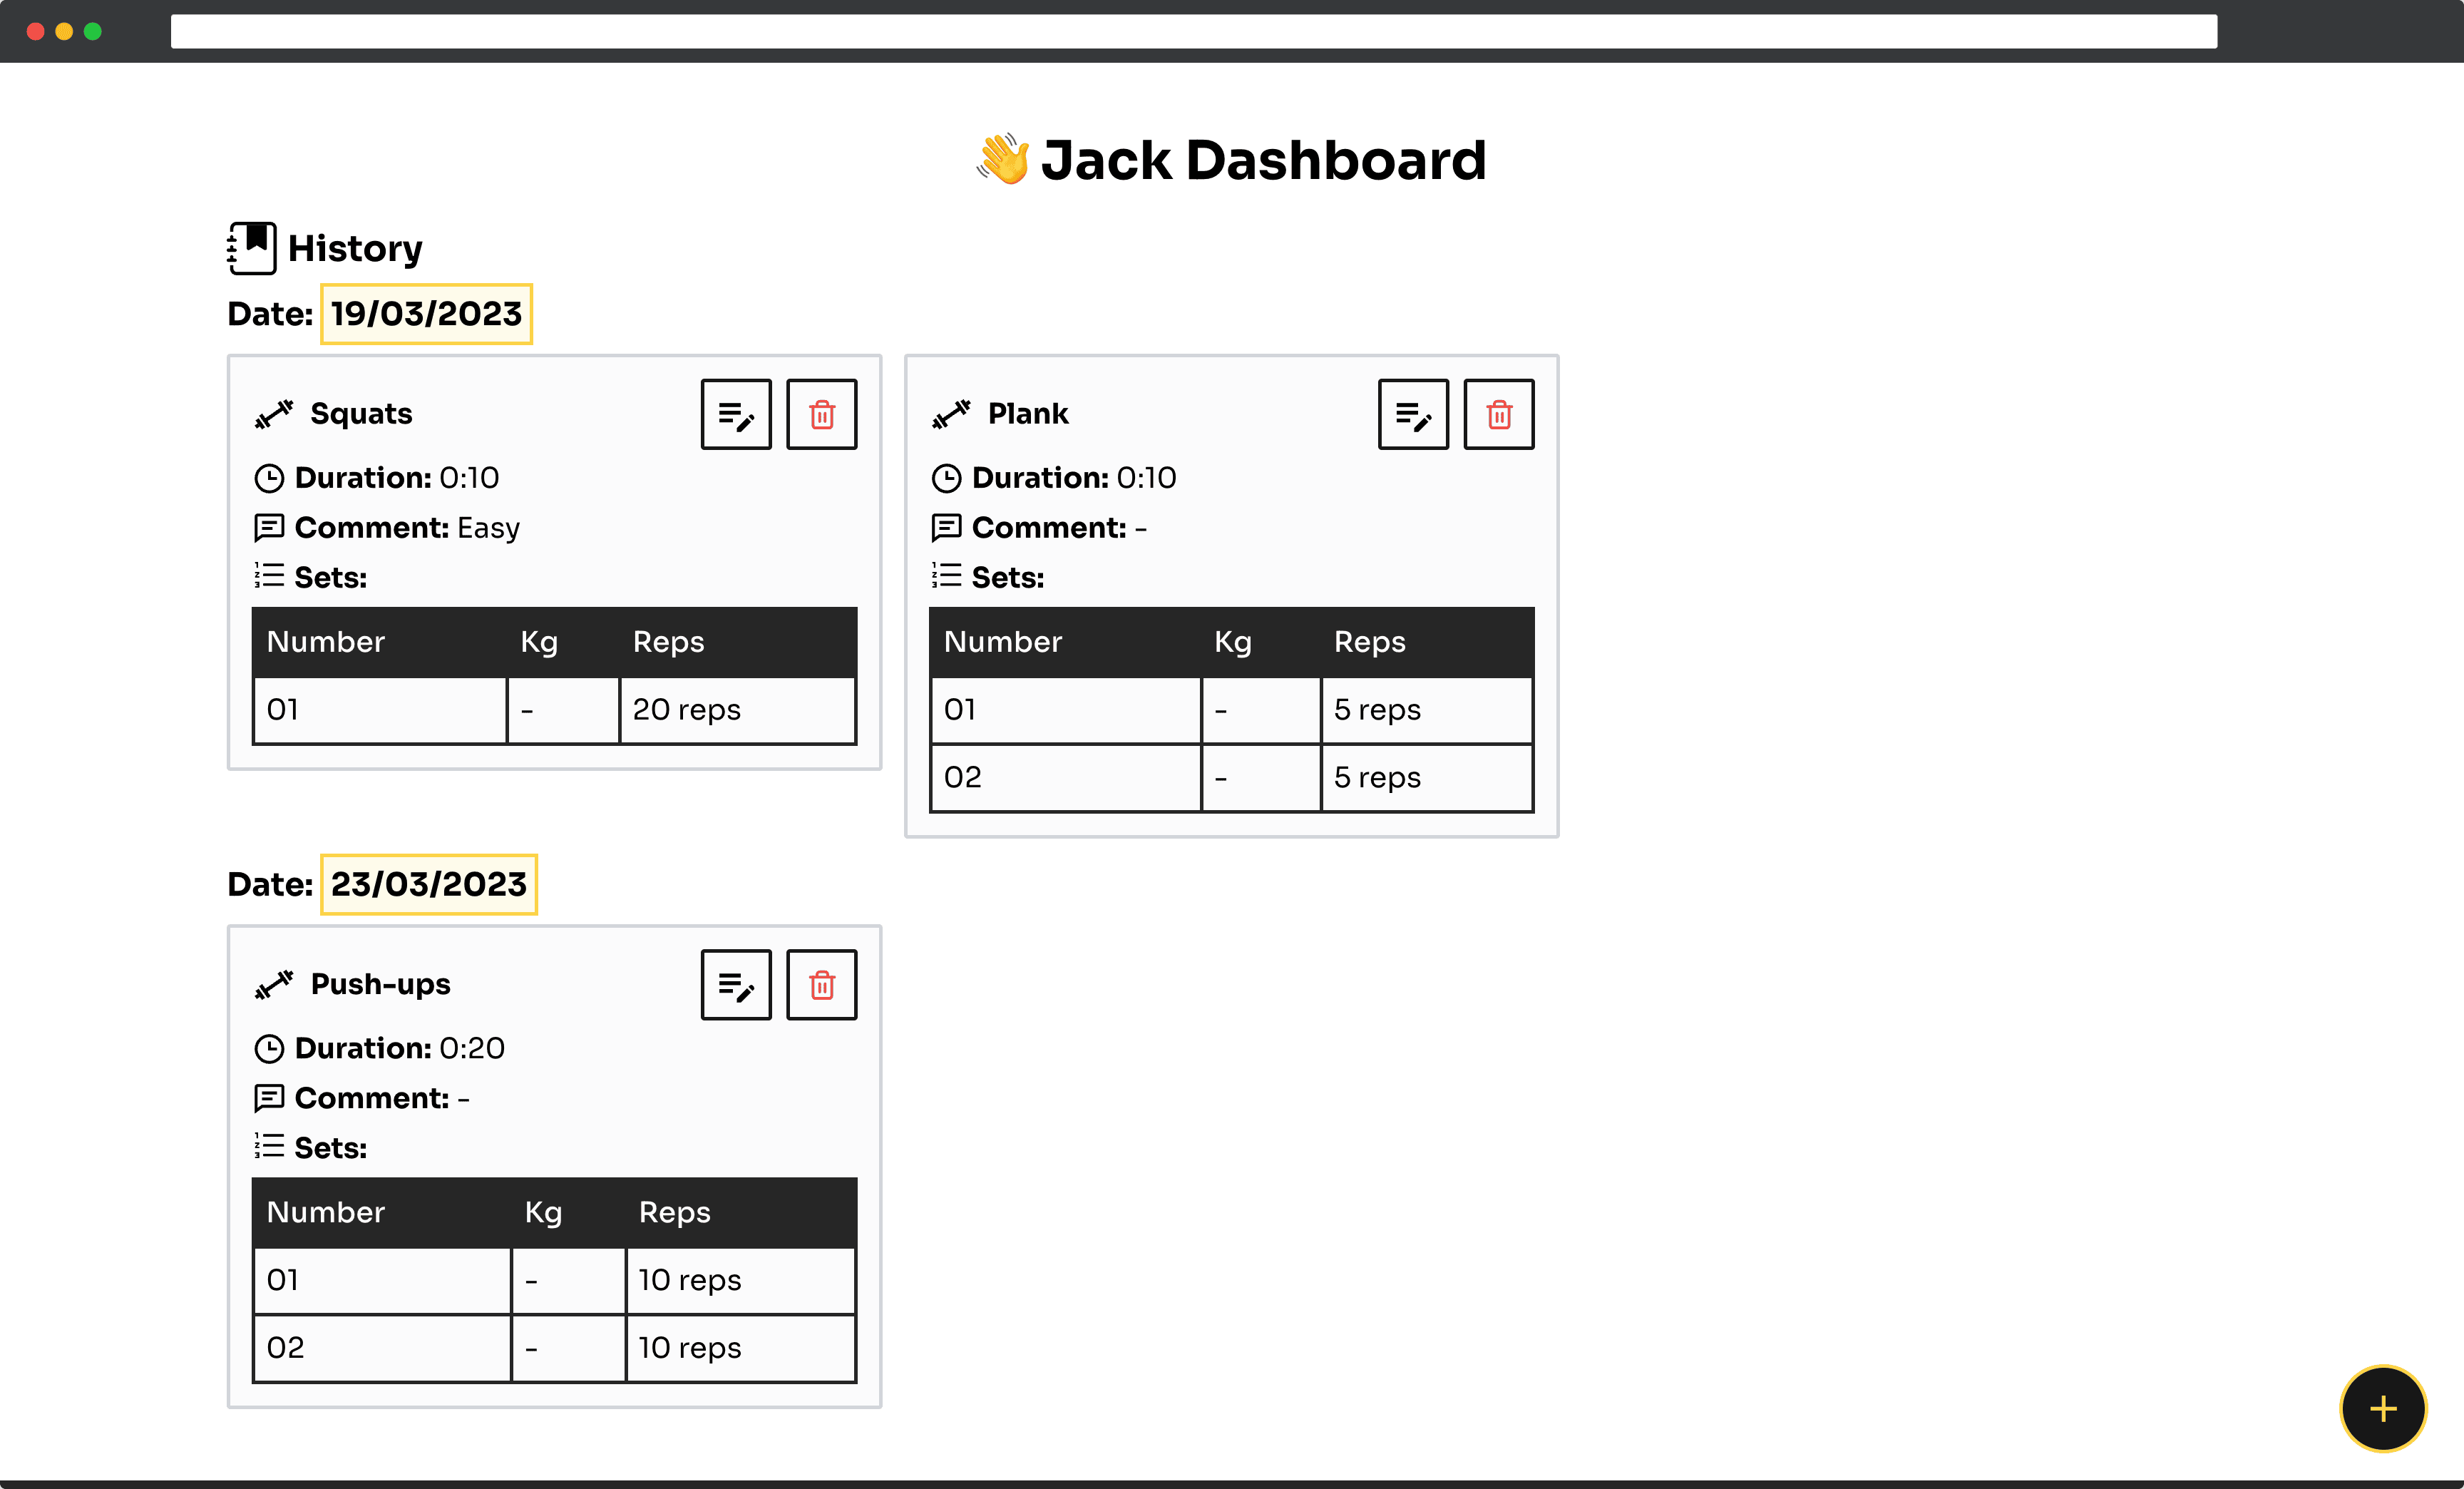 👋 Jack Dashboard
History
Date: 19/03/2023
Squats
Duration: 0:10
Comment: Easy
Sets:
Number Kg Reps
01 - 20 reps
Plank
Duration: 0:10
Comment: -
Sets:
Number Kg Reps
01 - 5 reps
02 - 5 reps
Date: 23/03/2023
Push-ups
Duration: 0:20
Comment: -
Sets:
Number Kg Reps
01 - 10 reps
02 - 10 reps
+